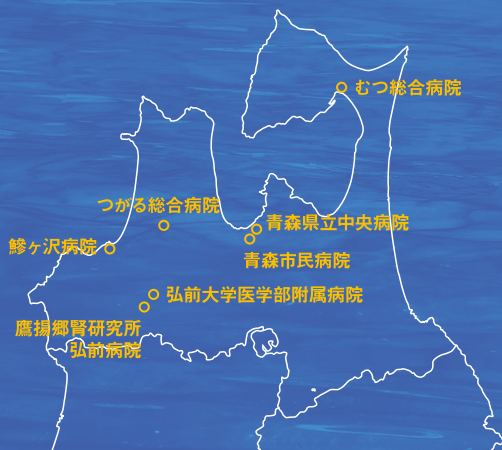 むつ総合病院
つがる総合病院
青森県立中央病院
鰺ヶ沢病院
青森市民病院
弘前大学医学部附属病院
鷹揚郷腎研究所
弘前病院